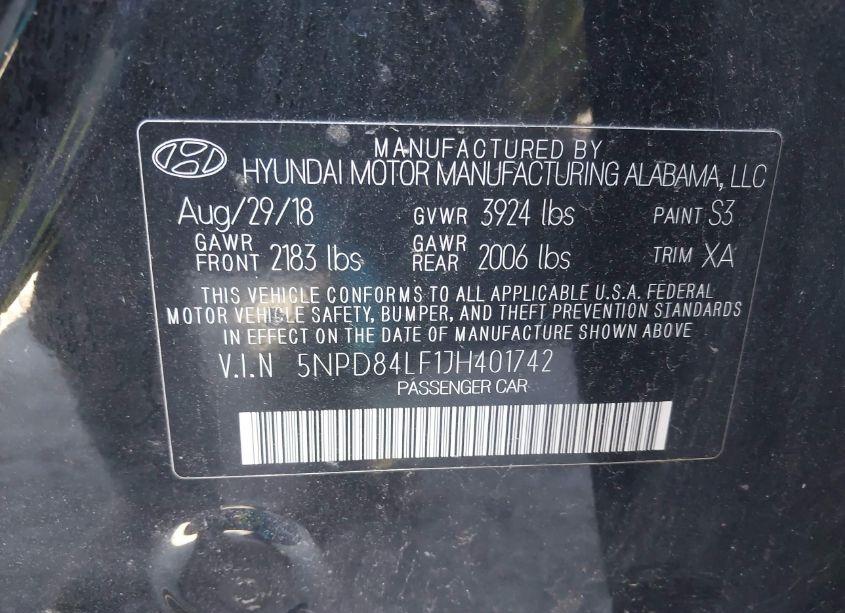 MANUFACTURED BY
HYUNDAI MOTOR MANUFACTURING ALABAMA, LLC
Aug/29/18 GVWR 3924 lbs PAINT S3
GAWR FRONT 2183 lbs GAWR REAR 2006 lbs TRIM XA
THIS VEHICLE CONFORMS TO ALL APPLICABLE U.S.A. FEDERAL
MOTOR VEHICLE SAFETY, BUMPER, AND THEFT PREVENTION STANDARDS
IN EFFECT ON THE DATE OF MANUFACTURE SHOWN ABOVE
V.I.N 5NPD84LF1JH401742
PASSENGER CAR